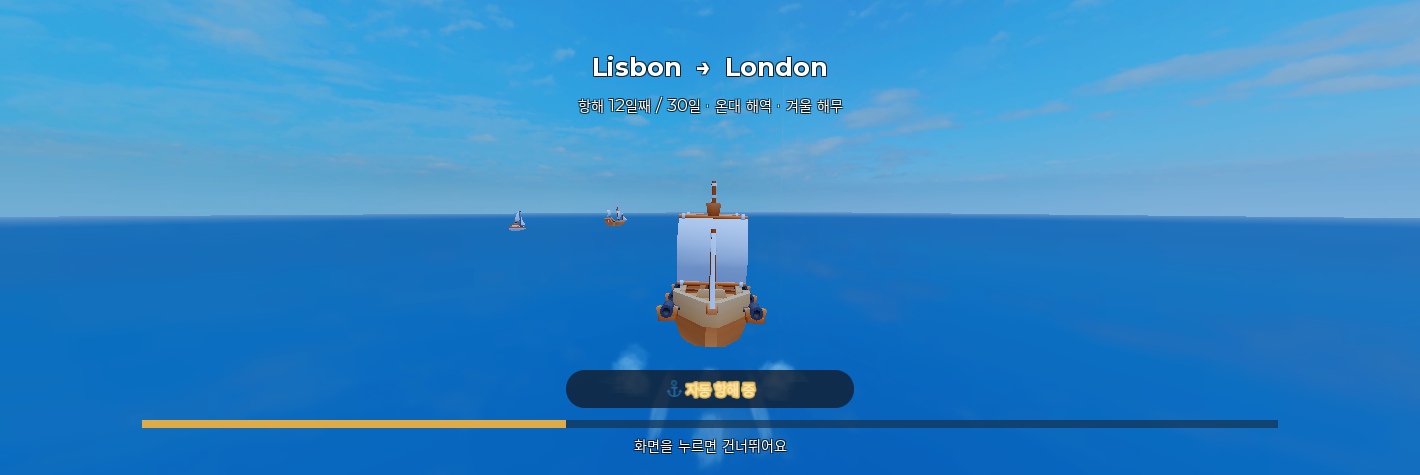 Lisbon → London
항해 12일째 / 30일 · 온대 해역 · 겨울 해무
⚓ 자동 항해 중
화면을 누르면 건너뛰어요